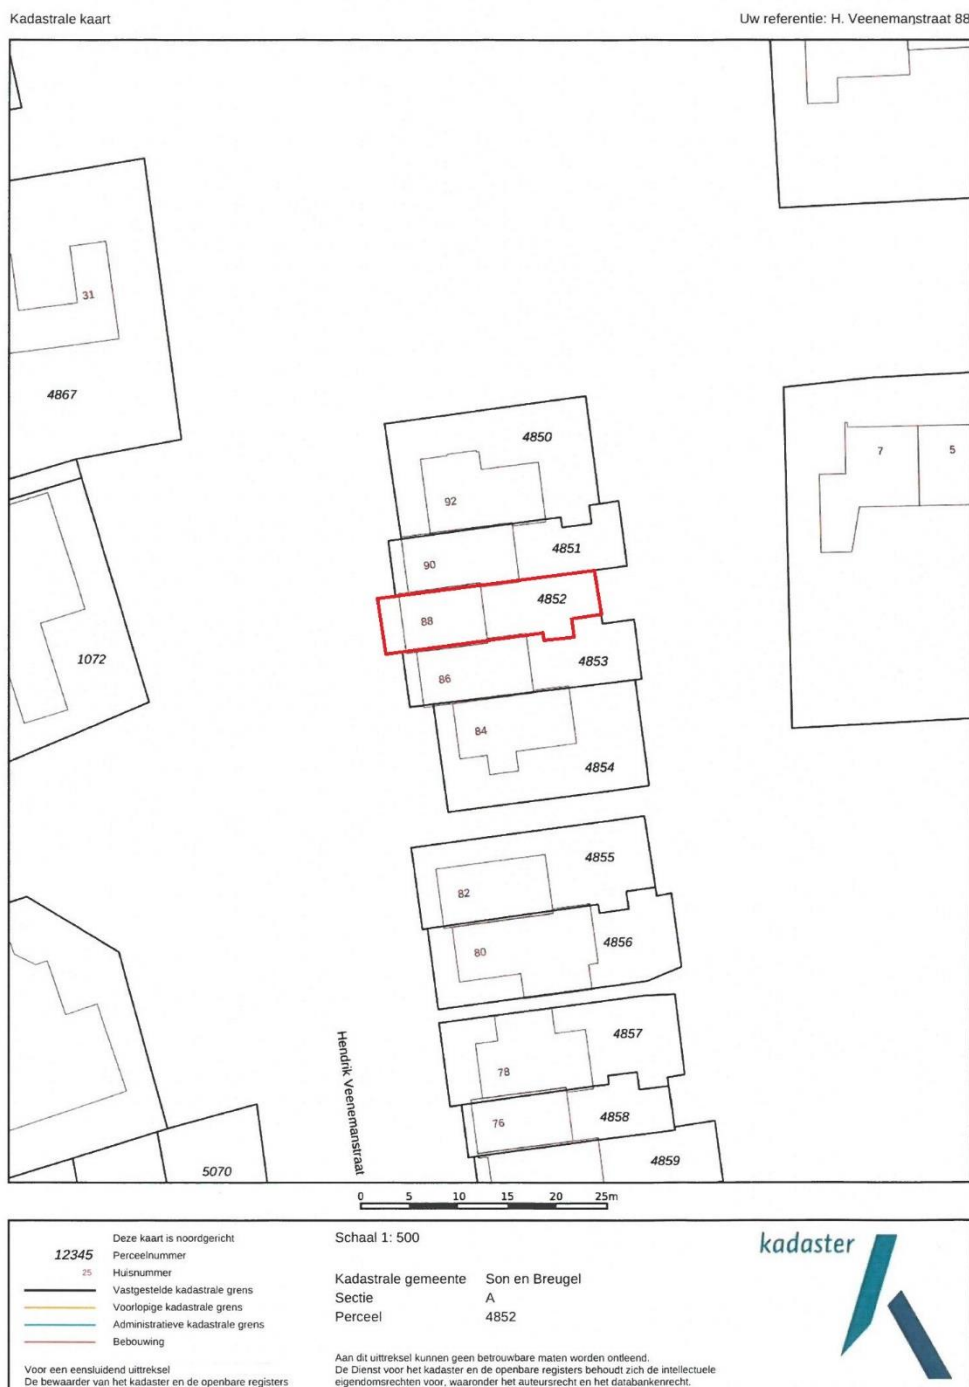 Kadastrale kaart
Uw referentie: H. Veenemanstraat 88
31
4867
4850
92
7
5
90
4851
88
4852
1072
86
4853
84
4854
82
4855
80
4856
Hendrik Veenemanstraat
78
4857
76
4858
5070
4859
0 5 10 15 20 25m
Deze kaart is noordgericht
12345 Perceelnummer
25 Huisnummer
Vastgestelde kadastrale grens
Voorlopige kadastrale grens
Administratieve kadastrale grens
Bebouwing
Voor een eensluidend uittreksel
De bewaarder van het kadaster en de openbare registers
Schaal 1: 500
Kadastrale gemeente Son en Breugel
Sectie A
Perceel 4852
Aan dit uittreksel kunnen geen betrouwbare maten worden ontleend.
De Dienst voor het kadaster en de openbare registers behoudt zich de intellectuele
eigendomsrechten voor, waaronder het auteursrecht en het databankenrecht.
kadaster